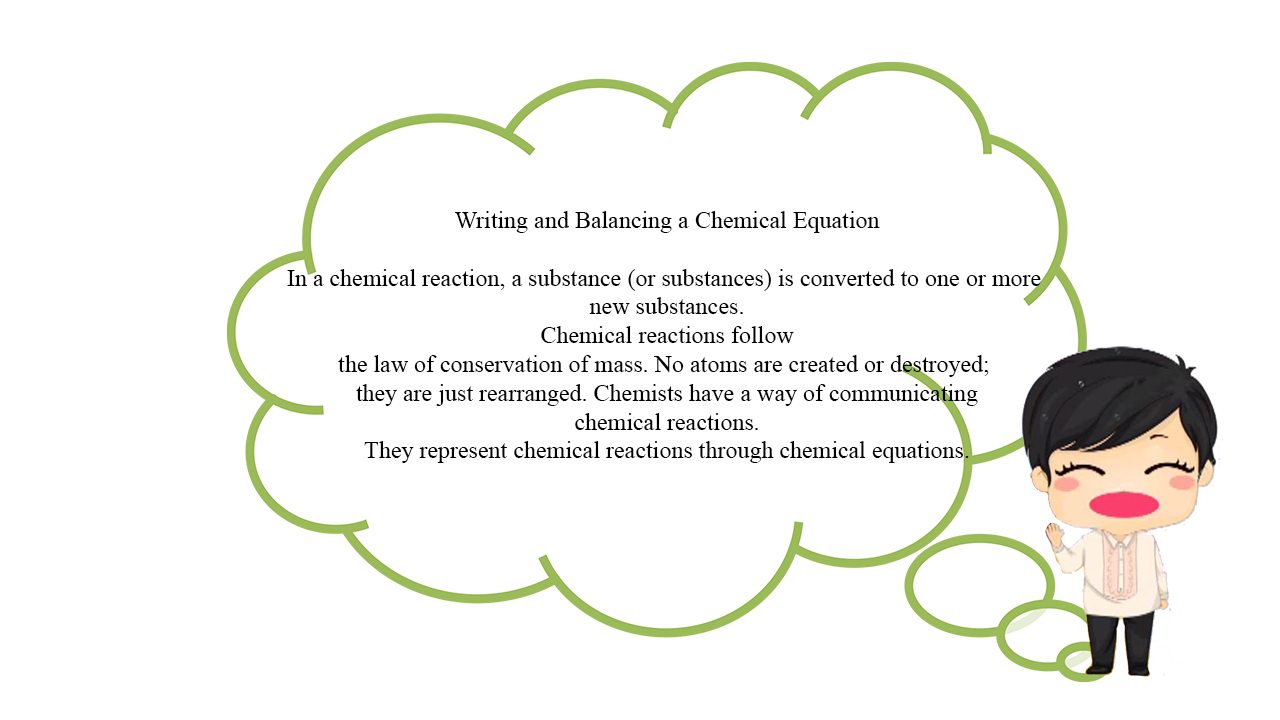 Writing and Balancing a Chemical Equation
In a chemical reaction, a substance (or substances) is converted to one or more
new substances.
Chemical reactions follow
the law of conservation of mass. No atoms are created or destroyed;
they are just rearranged. Chemists have a way of communicating
chemical reactions.
They represent chemical reactions through chemical equations.